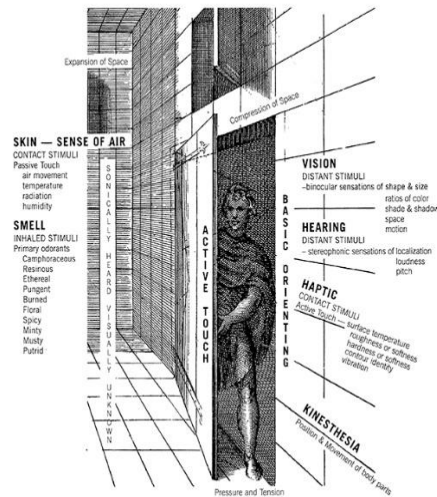 Expansion of Space
Compression of Space
SKIN — SENSE OF AIR
CONTACT STIMULI
Passive Touch
air movement
temperature
radiation
humidity
SMELL
INHALED STIMULI
Primary odorants
Camphoraceous
Resinous
Ethereal
Pungent
Burned
Floral
Spicy
Minty
Musty
Putrid
SONICALLY HEARD VISUALLY UNKNOWN
ACTIVE TOUCH
BASIC ORIENTING
VISION
DISTANT STIMULI
–binocular sensations of shape & size
ratios of color
shade & shadow
space
motion
HEARING
DISTANT STIMULI
– stereophonic sensations of localization
loudness
pitch
HAPTIC
CONTACT STIMULI
Active Touch — surface temperature
roughness or softness
hardness or softness
contour identity
vibration
KINESTHESIA
Position & Movement of body parts
Pressure and Tension